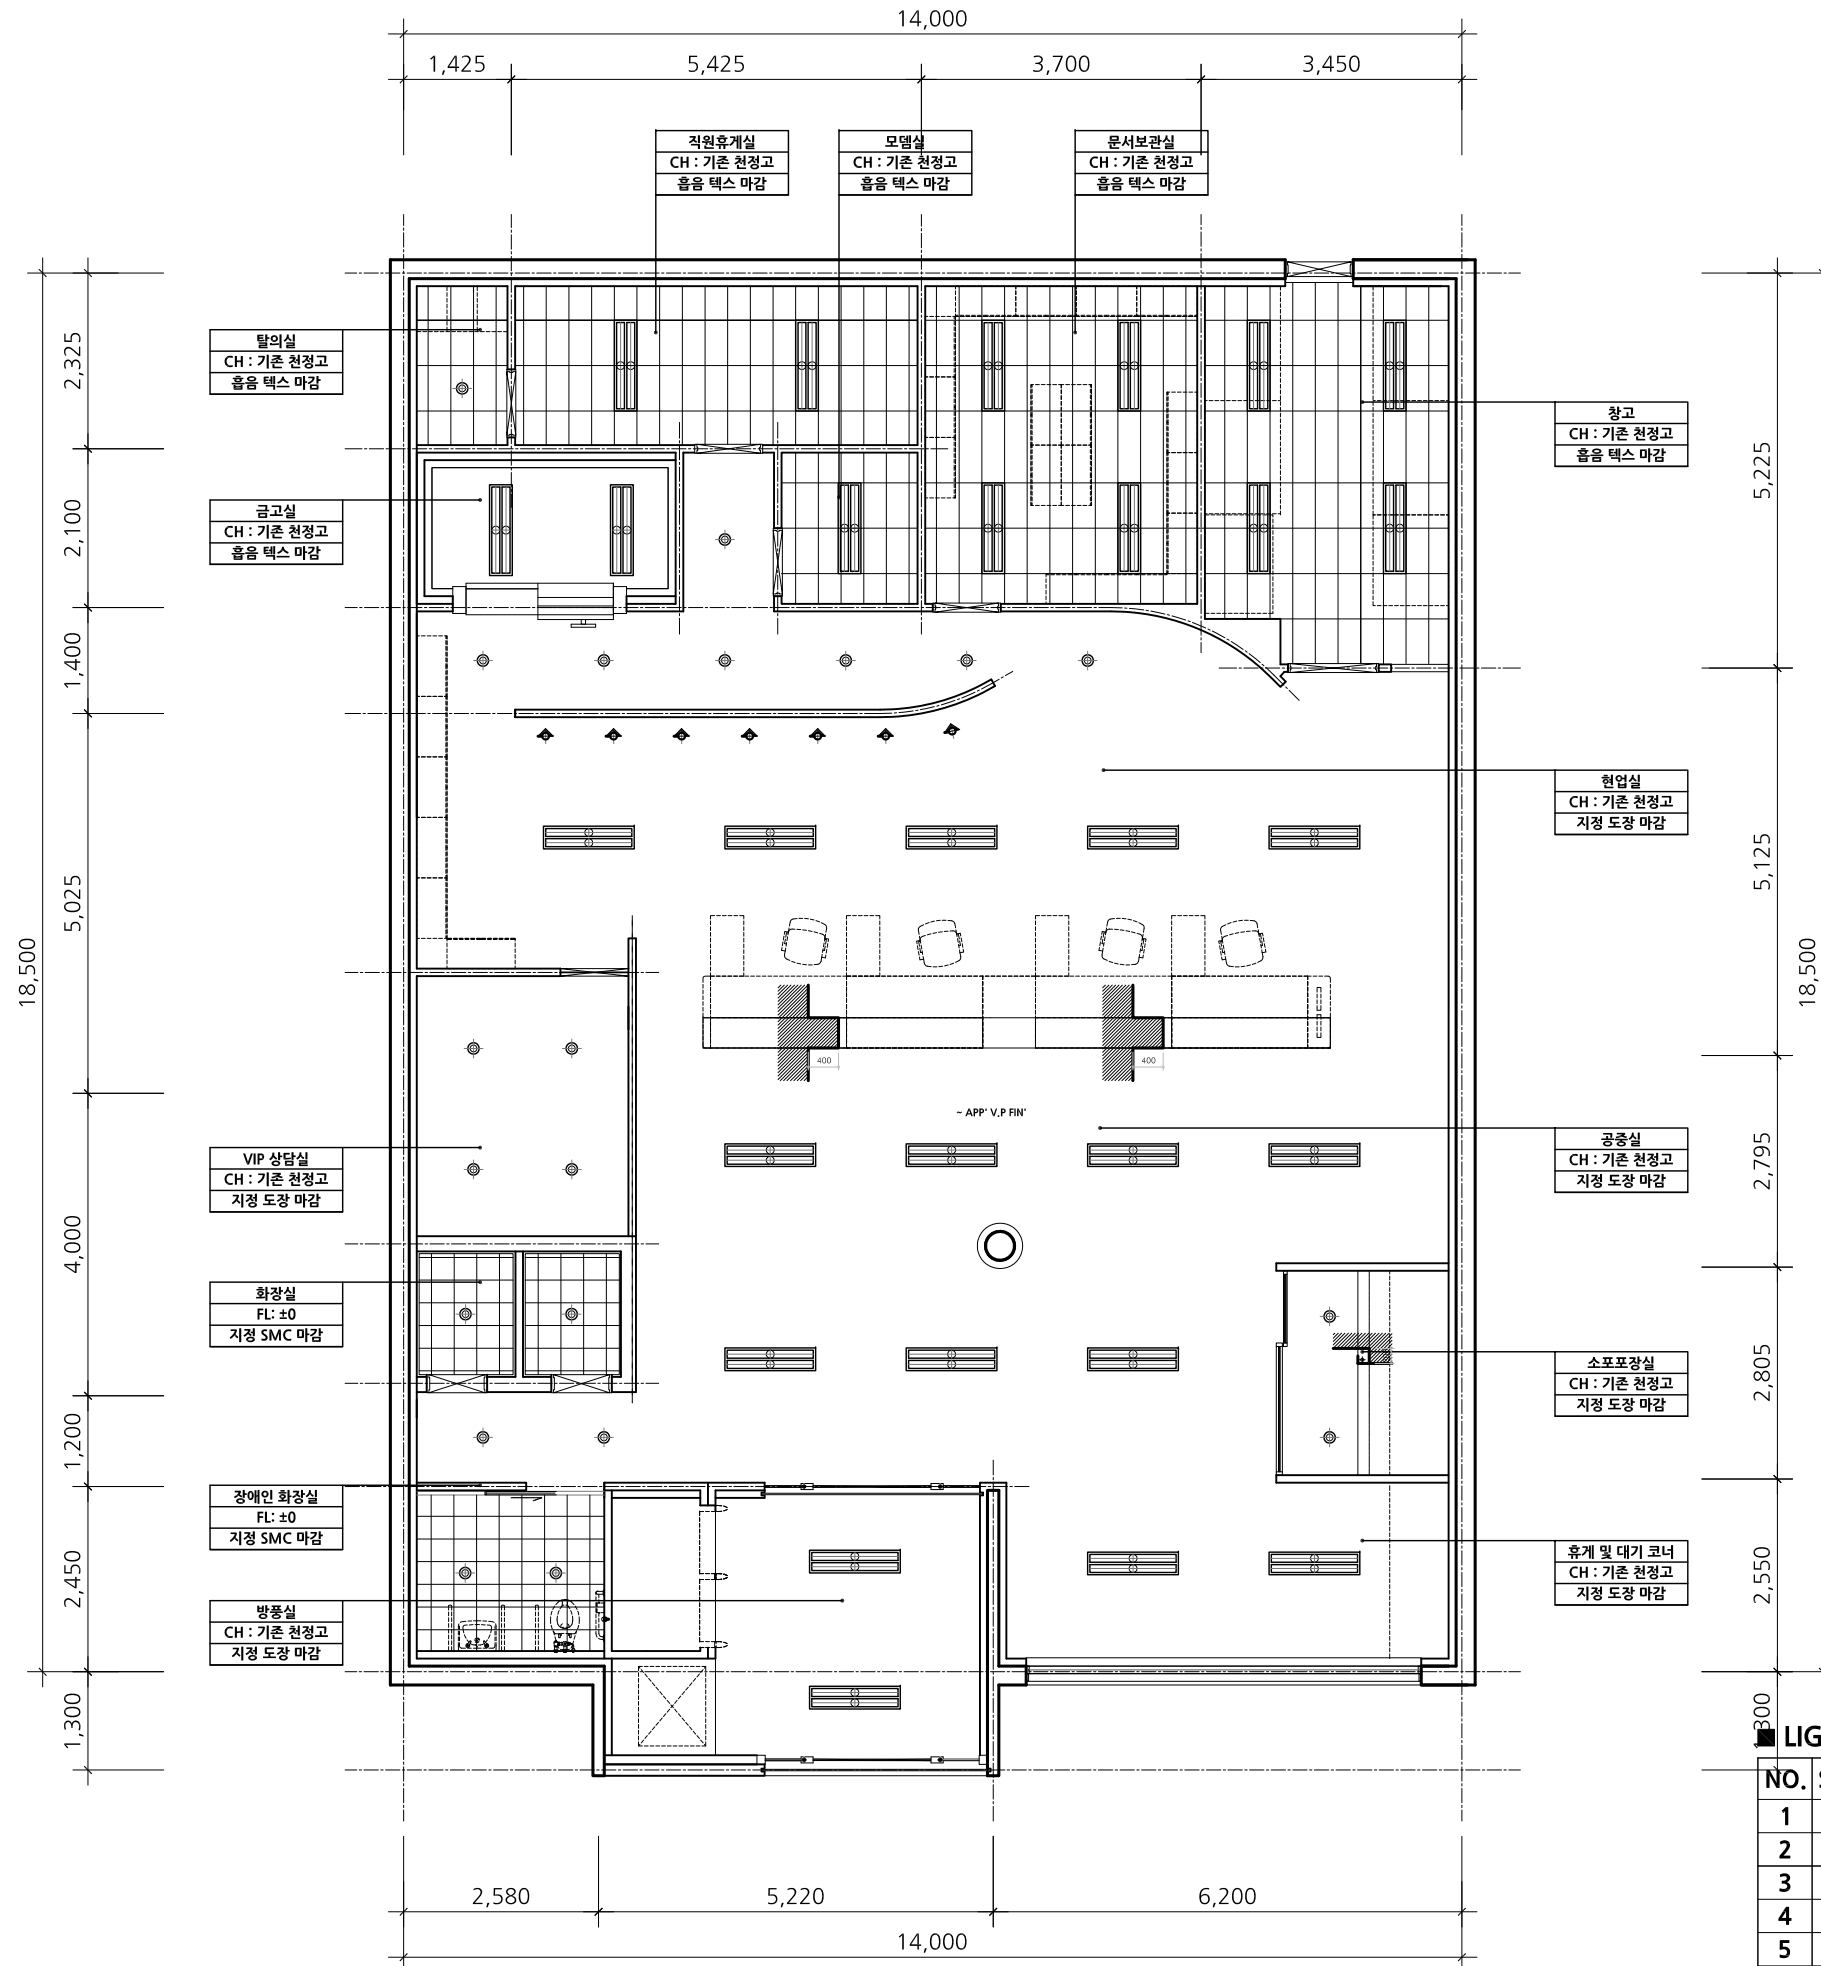 14,000
1,425 5,425 3,700 3,450
직원휴게실
CH : 기존 천정고
흡음 텍스 마감
모뎀실
CH : 기존 천정고
흡음 텍스 마감
문서보관실
CH : 기존 천정고
흡음 텍스 마감
탈의실
CH : 기존 천정고
흡음 텍스 마감
금고실
CH : 기존 천정고
흡음 텍스 마감
창고
CH : 기존 천정고
흡음 텍스 마감
현업실
CH : 기존 천정고
지정 도장 마감
2,325
2,100
1,400
5,025
4,000
1,200
2,450
1,300
18,500
5,225
5,125
2,795
2,805
2,550
18,500
400
400
~ APP' V.P FIN'
공중실
CH : 기존 천정고
지정 도장 마감
VIP 상담실
CH : 기존 천정고
지정 도장 마감
화장실
FL: ±0
지정 SMC 마감
소포포장실
CH : 기존 천정고
지정 도장 마감
장애인 화장실
FL: ±0
지정 SMC 마감
휴게 및 대기 코너
CH : 기존 천정고
지정 도장 마감
방풍실
CH : 기존 천정고
지정 도장 마감
■ LIG
NO.
1
2
3
4
5
2,580 5,220 6,200
14,000